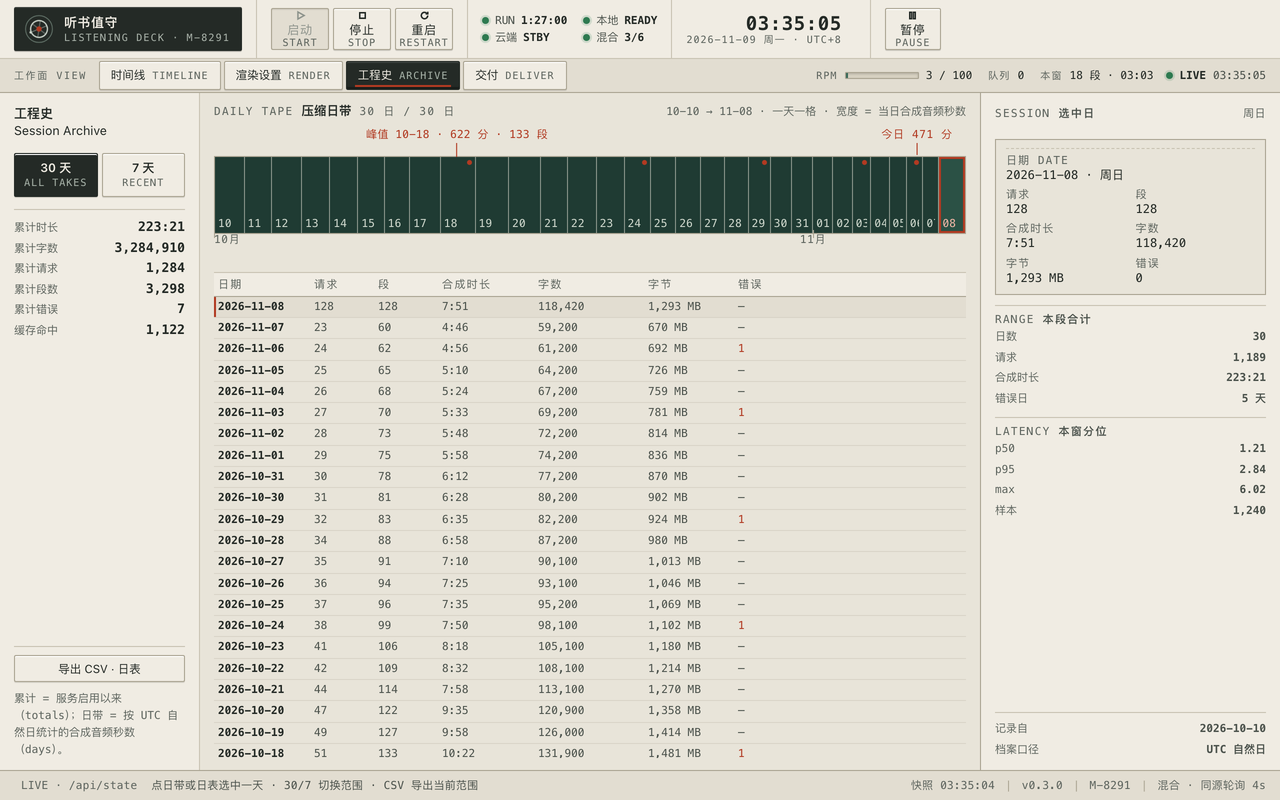 听书值守
LISTENING DECK · M-8291
启动
START
停止
STOP
重启
RESTART
RUN 1:27:00
本地 READY
云端 STBY
混合 3/6
03:35:05
2026-11-09 周一 · UTC+8
暂停
PAUSE
工作面 VIEW
时间线 TIMELINE
渲染设置 RENDER
工程史 ARCHIVE
交付 DELIVER
RPM 3 / 100
队列 0
本窗 18 段 · 03:03
LIVE 03:35:05
工程史
Session Archive
30 天
ALL TAKES
7 天
RECENT
累计时长 223:21
累计字数 3,284,910
累计请求 1,284
累计段数 3,298
累计错误 7
缓存命中 1,122
导出 CSV · 日表
累计 = 服务启用以来
(totals); 日带 = 按 UTC 自
然日统计的合成音频秒数
(days)。
DAILY TAPE 压缩日带 30 日 / 30 日
10-10 → 11-08 · 一天一格 · 宽度 = 当日合成音频秒数
峰值 10-18 · 622 分 · 133 段
今日 471 分
10 11 12 13 14 15 16 17 18 19 20 21 22 23 24 25 26 27 28 29 30 31 01 02 03 04 05 06 08
10月 11月
日期 请求 段 合成时长 字数 字节 错误
2026-11-08 128 128 7:51 118,420 1,293 MB —
2026-11-07 23 60 4:46 59,200 670 MB —
2026-11-06 24 62 4:56 61,200 692 MB 1
2026-11-05 25 65 5:10 64,200 726 MB —
2026-11-04 26 68 5:24 67,200 759 MB —
2026-11-03 27 70 5:33 69,200 781 MB 1
2026-11-02 28 73 5:48 72,200 814 MB —
2026-11-01 29 75 5:58 74,200 836 MB —
2026-10-31 30 78 6:12 77,200 870 MB —
2026-10-30 31 81 6:28 80,200 902 MB —
2026-10-29 32 83 6:35 82,200 924 MB 1
2026-10-28 34 88 6:58 87,200 980 MB —
2026-10-27 35 91 7:10 90,100 1,013 MB —
2026-10-26 36 94 7:25 93,100 1,046 MB —
2026-10-25 37 96 7:35 95,200 1,069 MB —
2026-10-24 38 99 7:50 98,100 1,102 MB 1
2026-10-23 41 106 8:18 105,100 1,180 MB —
2026-10-22 42 109 8:32 108,100 1,214 MB —
2026-10-21 44 114 7:58 113,100 1,270 MB —
2026-10-20 47 122 9:35 120,900 1,358 MB —
2026-10-19 49 127 9:58 126,000 1,414 MB —
2026-10-18 51 133 10:22 131,900 1,481 MB 1
SESSION 选中日 周日
日期 DATE
2026-11-08 · 周日
请求 段
128 128
合成时长 字数
7:51 118,420
字节 错误
1,293 MB 0
RANGE 本段合计
日数 30
请求 1,189
合成时长 223:21
错误日 5 天
LATENCY 本窗分位
p50 1.21
p95 2.84
max 6.02
样本 1,240
记录自 2026-10-10
档案口径 UTC 自然日
LIVE · /api/state 点日带或日表选中一天 · 30/7 切换范围 · CSV 导出当前范围
快照 03:35:04 | v0.3.0 | M-8291 | 混合 · 同源轮询 4s